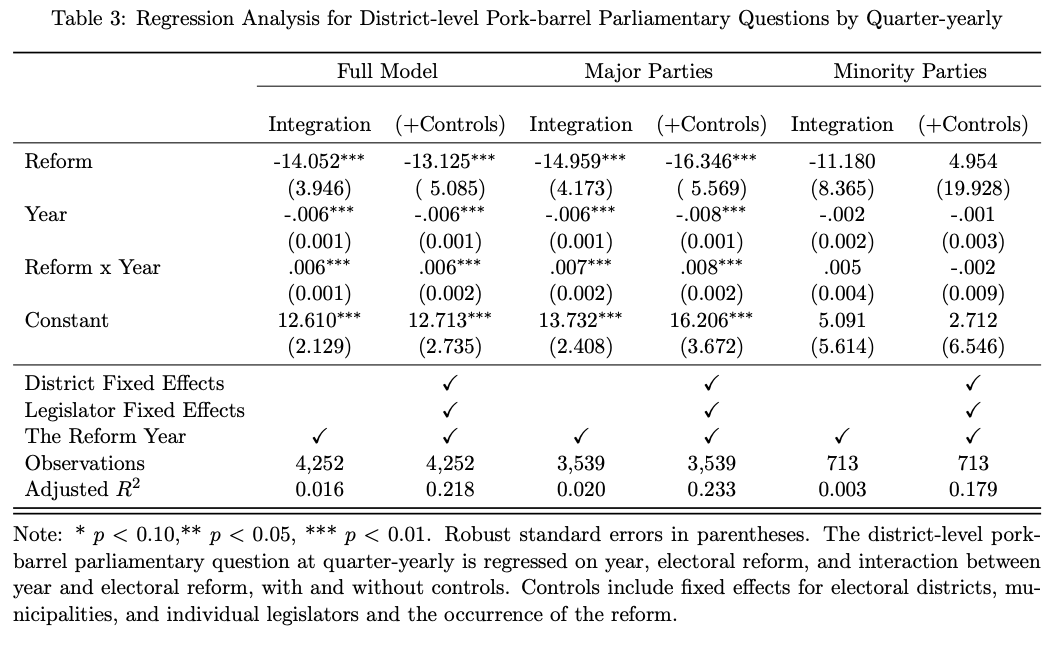 Table 3: Regression Analysis for District-level Pork-barrel Parliamentary Questions by Quarter-yearly
Full Model Major Parties Minority Parties
Integration (+Controls) Integration (+Controls) Integration (+Controls)
Reform -14.052*** -13.125*** -14.959*** -16.346*** -11.180 4.954
(3.946) ( 5.085) (4.173) ( 5.569) (8.365) (19.928)
Year -.006*** -.006*** -.006*** -.008*** -.002 -.001
(0.001) (0.001) (0.001) (0.001) (0.002) (0.003)
Reform x Year .006*** .006*** .007*** .008*** .005 -.002
(0.001) (0.002) (0.002) (0.002) (0.004) (0.009)
Constant 12.610*** 12.713*** 13.732*** 16.206*** 5.091 2.712
(2.129) (2.735) (2.408) (3.672) (5.614) (6.546)
District Fixed Effects ✓ ✓ ✓
Legislator Fixed Effects ✓ ✓ ✓
The Reform Year ✓ ✓ ✓ ✓ ✓ ✓
Observations 4,252 4,252 3,539 3,539 713 713
Adjusted R² 0.016 0.218 0.020 0.233 0.003 0.179
Note: * p < 0.10,** p < 0.05, *** p < 0.01. Robust standard errors in parentheses. The district-level pork-
barrel parliamentary question at quarter-yearly is regressed on year, electoral reform, and interaction between
year and electoral reform, with and without controls. Controls include fixed effects for electoral districts, mu-
nicipalities, and individual legislators and the occurrence of the reform.